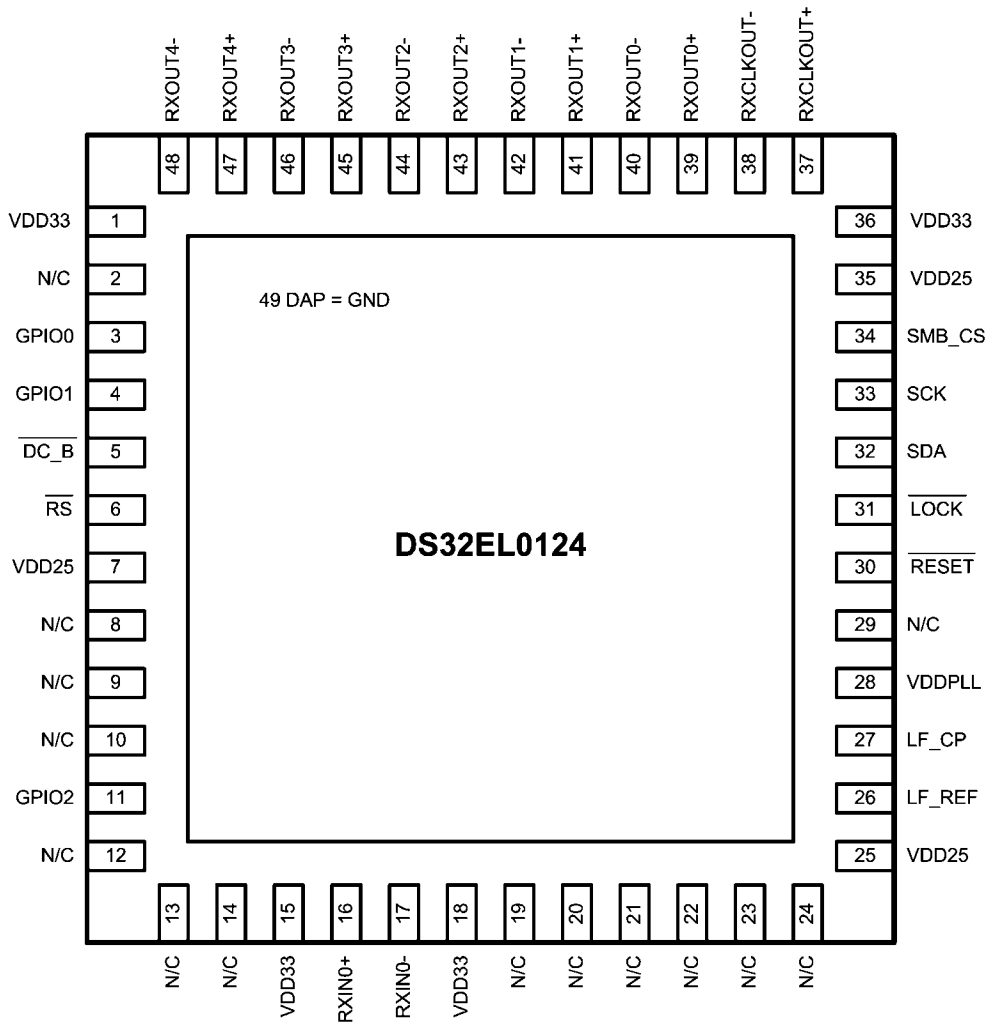 RXOUT4-
RXOUT4+
RXOUT3-
RXOUT3+
RXOUT2-
RXOUT2+
RXOUT1-
RXOUT1+
RXOUT0-
RXOUT0+
RXCLKOUT-
RXCLKOUT+
48
47
46
45
44
43
42
41
40
39
38
37
VDD33 1
N/C 2
GPIO0 3
GPIO1 4
DC_B 5
RS 6
VDD25 7
N/C 8
N/C 9
N/C 10
GPIO2 11
N/C 12
49 DAP = GND
DS32EL0124
36 VDD33
35 VDD25
34 SMB_CS
33 SCK
32 SDA
31 LOCK
30 RESET
29 N/C
28 VDDPLL
27 LF_CP
26 LF_REF
25 VDD25
13
14
15
16
17
18
19
20
21
22
23
24
N/C
N/C
VDD33
RXIN0+
RXIN0-
VDD33
N/C
N/C
N/C
N/C
N/C
N/C